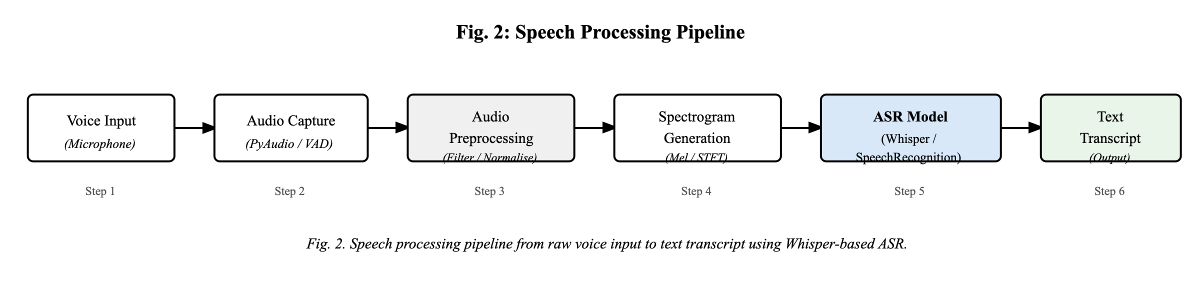 Fig. 2: Speech Processing Pipeline
Voice Input
(Microphone)
Step 1
Audio Capture
(PyAudio / VAD)
Step 2
Audio
Preprocessing
(Filter / Normalise)
Step 3
Spectrogram
Generation
(Mel / STFT)
Step 4
ASR Model
(Whisper /
SpeechRecognition)
Step 5
Text
Transcript
(Output)
Step 6
Fig. 2. Speech processing pipeline from raw voice input to text transcript using Whisper-based ASR.